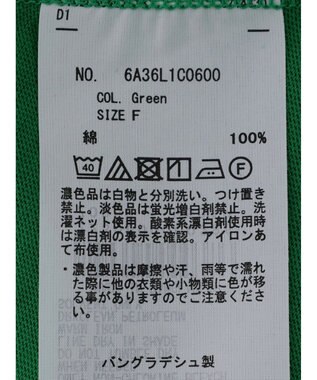 D1
NO. 6A36L1C0600
COL. Green
SIZE F
綿 100%
40 F
濃色品は白物と分別洗い。つけ置き
禁止。淡色品は蛍光増白剤禁止。洗
濯ネット使用。酸素系漂白剤使用時
は漂白剤の表示を確認。アイロンあ
て布使用。
・濃色製品は摩擦や汗、雨等で濡れ
た際に他の衣類や小物類に色が移
る事がありますのでご注意くださ
い。
バングラデシュ製